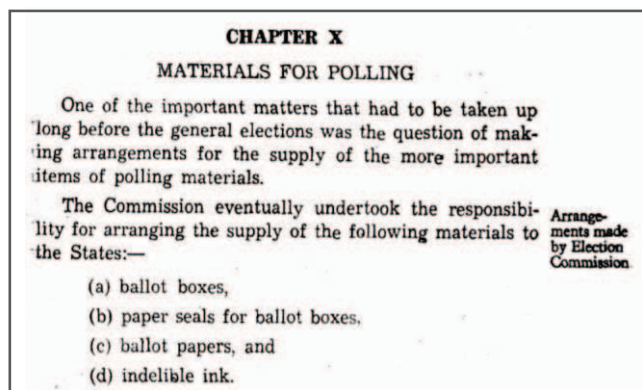 CHAPTER X
MATERIALS FOR POLLING
One of the important matters that had to be taken up
long before the general elections was the question of mak-
ing arrangements for the supply of the more important
items of polling materials.
The Commission eventually undertook the responsibi-
lity for arranging the supply of the following materials to
the States:—
Arrange-
ments made
by Election
Commission
(a) ballot boxes,
(b) paper seals for ballot boxes,
(c) ballot papers, and
(d) indelible ink.